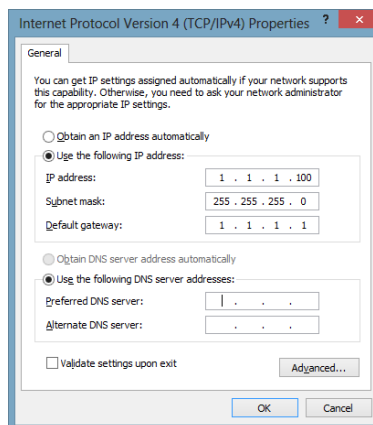 Internet Protocol Version 4 (TCP/IPv4) Properties ? ×
General
You can get IP settings assigned automatically if your network supports
this capability. Otherwise, you need to ask your network administrator
for the appropriate IP settings.
Obtain an IP address automatically
Use the following IP address:
IP address: 1 . 1 . 1 . 100
Subnet mask: 255 . 255 . 255 . 0
Default gateway: 1 . 1 . 1 . 1
Obtain DNS server address automatically
Use the following DNS server addresses:
Preferred DNS server: . . .
Alternate DNS server: . . .
Validate settings upon exit
Advanced...
OK Cancel